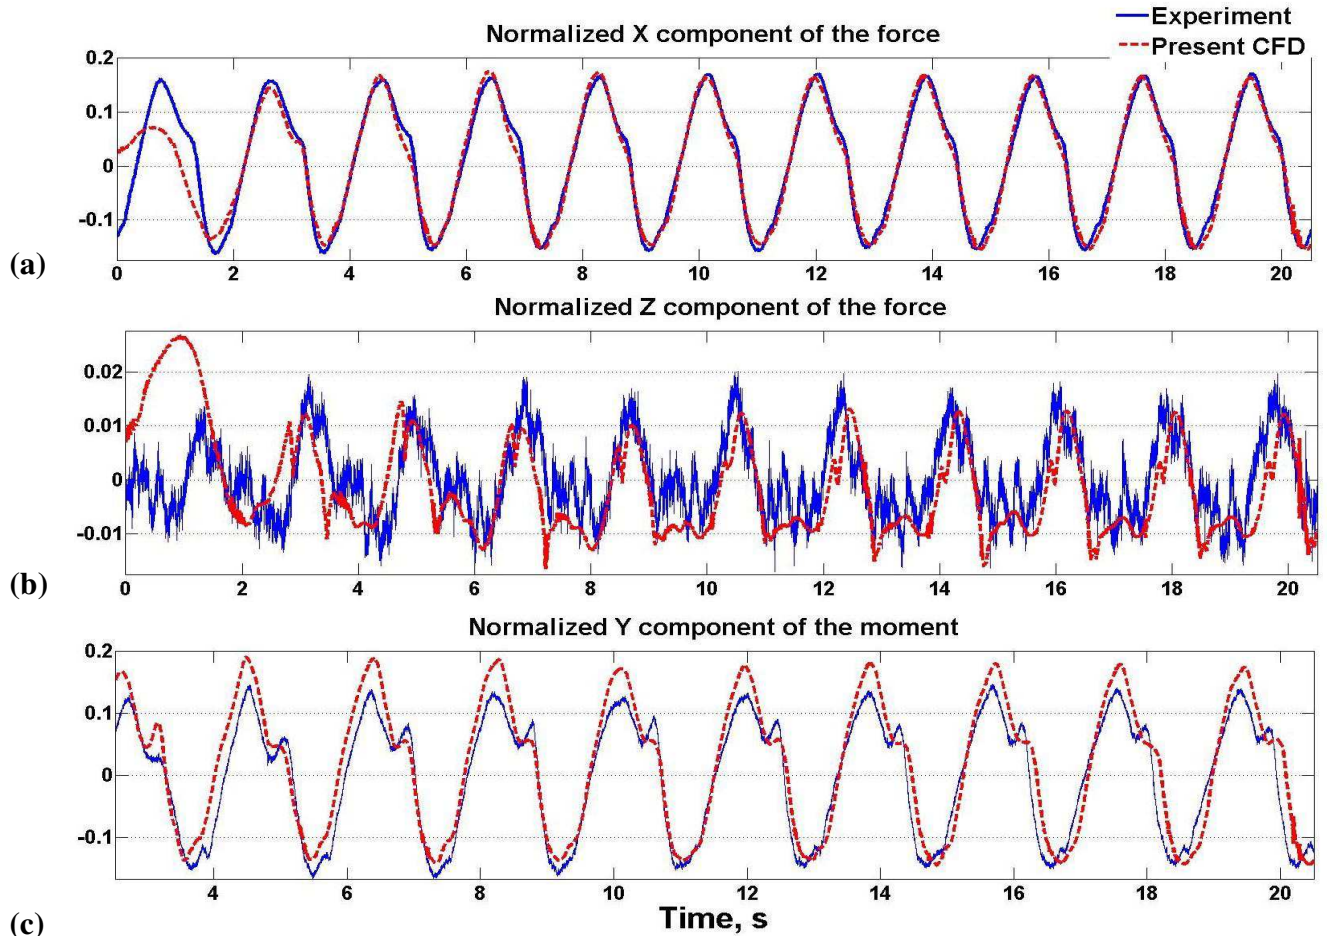 Experiment
Normalized X component of the force
Present CFD
0.2
0.1
0
-0.1
(a)
0 2 4 6 8 10 12 14 16 18 20
Normalized Z component of the force
0.02
0.01
0
-0.01
(b)
0 2 4 6 8 10 12 14 16 18 20
Normalized Y component of the moment
0.2
0.1
0
-0.1
4 6 8 10 12 14 16 18 20
(c)
Time, s